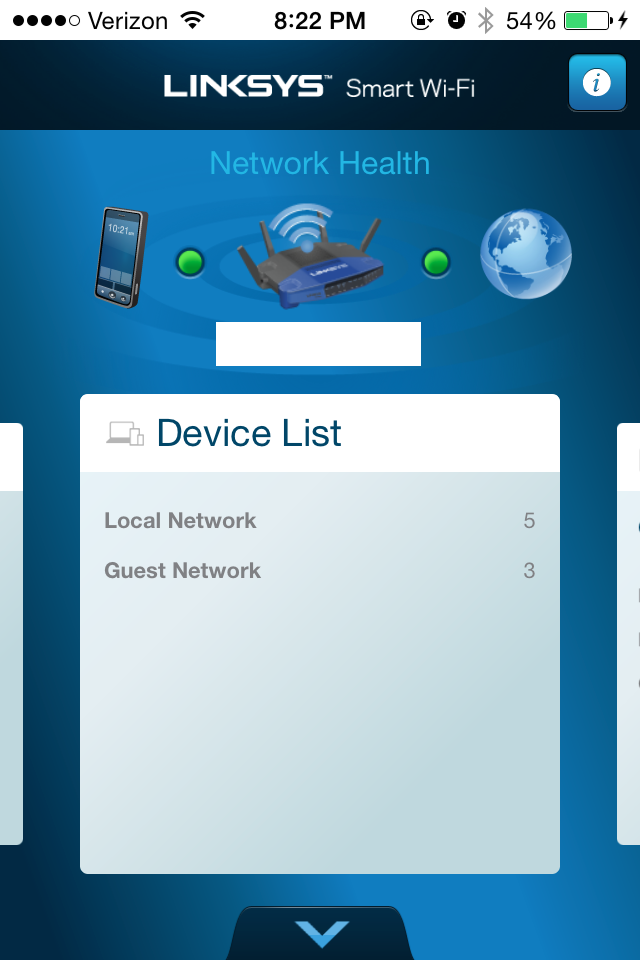 Verizon 8:22 PM 54%
LINKSYS™ Smart Wi-Fi
i
Network Health
10:21am
LINKSYS
Device List
Local Network 5
Guest Network 3